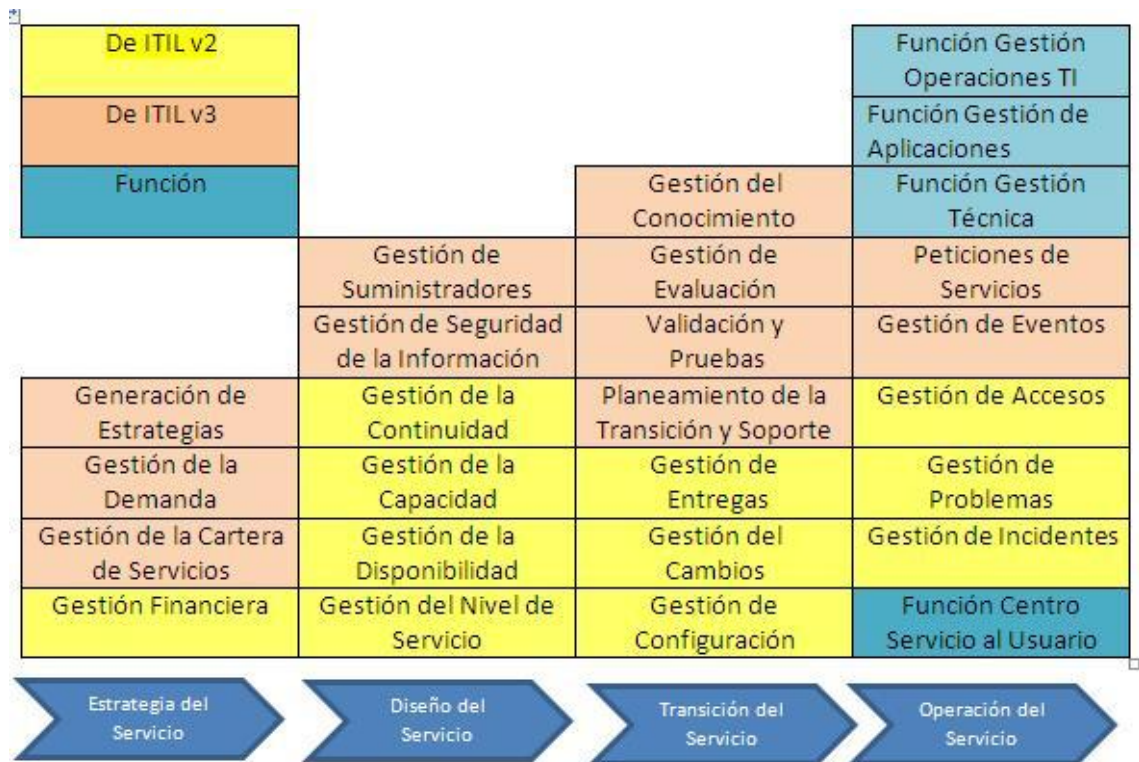 De ITIL v2
Función Gestión
Operaciones TI
De ITIL v3
Función Gestión de
Aplicaciones
Función
Gestión del
Conocimiento
Función Gestión
Técnica
Gestión de
Suministradores
Gestión de
Evaluación
Peticiones de
Servicios
Gestión de Seguridad
de la Información
Validación y
Pruebas
Gestión de Eventos
Generación de
Estrategias
Gestión de la
Continuidad
Planeamiento de la
Transición y Soporte
Gestión de Accesos
Gestión de la
Demanda
Gestión de la
Capacidad
Gestión de
Entregas
Gestión de
Problemas
Gestión de la Cartera
de Servicios
Gestión de la
Disponibilidad
Gestión del
Cambios
Gestión de Incidentes
Gestión Financiera
Gestión del Nivel de
Servicio
Gestión de
Configuración
Función Centro
Servicio al Usuario
Estrategia del
Servicio
Diseño del
Servicio
Transición del
Servicio
Operación del
Servicio